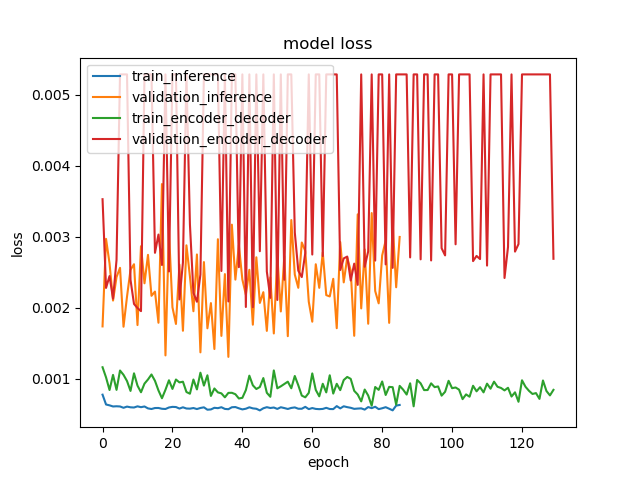 model loss
train_inference
validation_inference
train_encoder_decoder
validation_encoder_decoder
0.005
0.004
0.003
0.002
0.001
loss
0 20 40 60 80 100 120
epoch